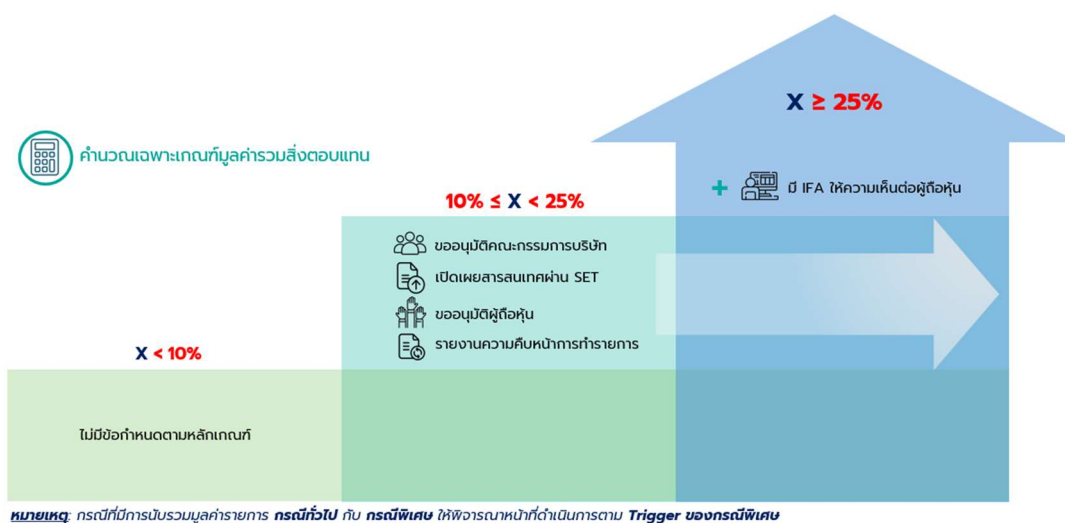 X ≥ 25%
คำนวณเฉพาะเกณฑ์มูลค่ารวมสิ่งตอบแทน
+ มี IFA ให้ความเห็นต่อผู้ถือหุ้น
10% ≤ X < 25%
ขออนุมัติคณะกรรมการบริษัท
เปิดเผยสารสนเทศผ่าน SET
ขออนุมัติผู้ถือหุ้น
รายงานความคืบหน้าการทำรายการ
X < 10%
ไม่มีข้อกำหนดตามหลักเกณฑ์
หมายเหตุ: กรณีที่มีการนับรวมมูลค่ารายการ กรณีทั่วไป กับ กรณีพิเศษ ให้พิจารณาหน้าที่ดำเนินการตาม Trigger ของกรณีพิเศษ